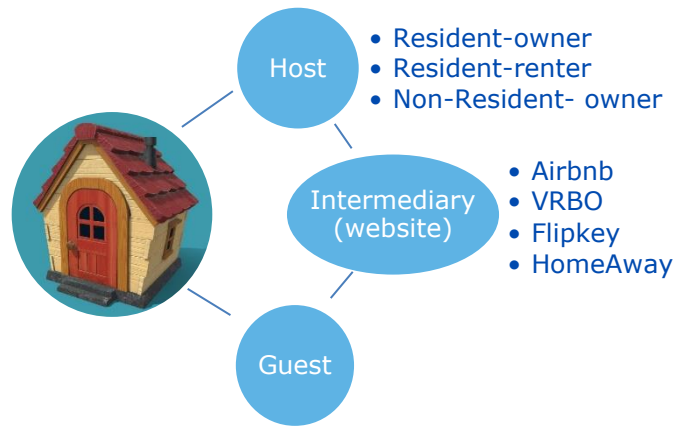 Host
• Resident-owner
• Resident-renter
• Non-Resident- owner
Intermediary
(website)
• Airbnb
• VRBO
• Flipkey
• HomeAway
Guest